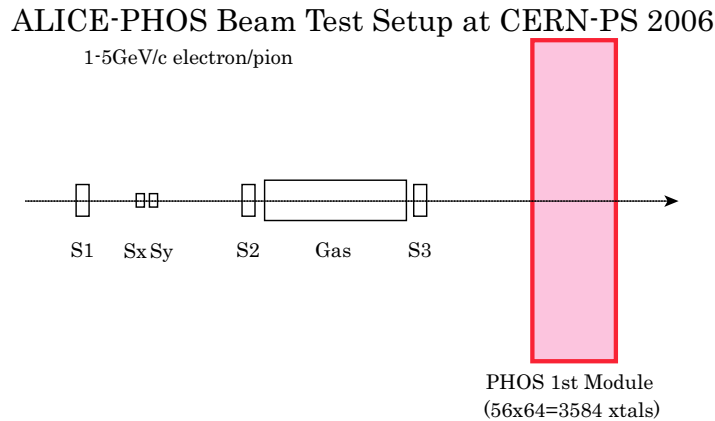 ALICE-PHOS Beam Test Setup at CERN-PS 2006
1-5GeV/c electron/pion
S1 Sx Sy S2 Gas S3
PHOS 1st Module
(56x64=3584 xtals)